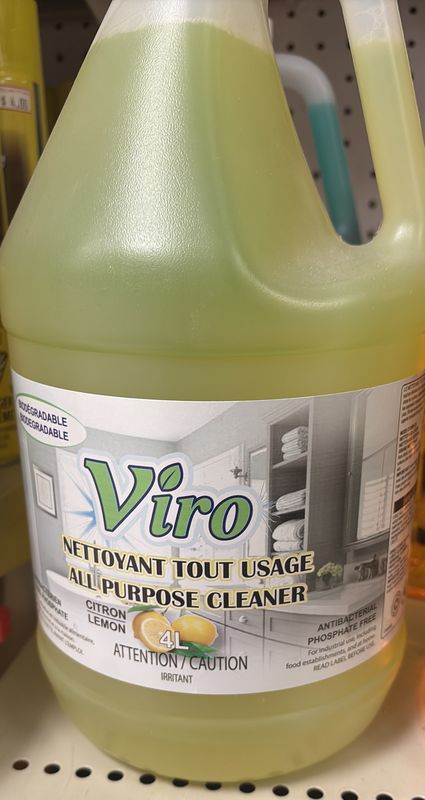 BIODÉGRADABLE
BIODEGRADABLE
Viro
NETTOYANT TOUT USAGE
ALL PURPOSE CLEANER
CITRON
LEMON
4L
ATTENTION / CAUTION
IRRITANT
ANTIBACTERIAL
PHOSPHATE FREE
For industrial use, including
food establishments, and at home.
READ LABEL BEFORE USE.